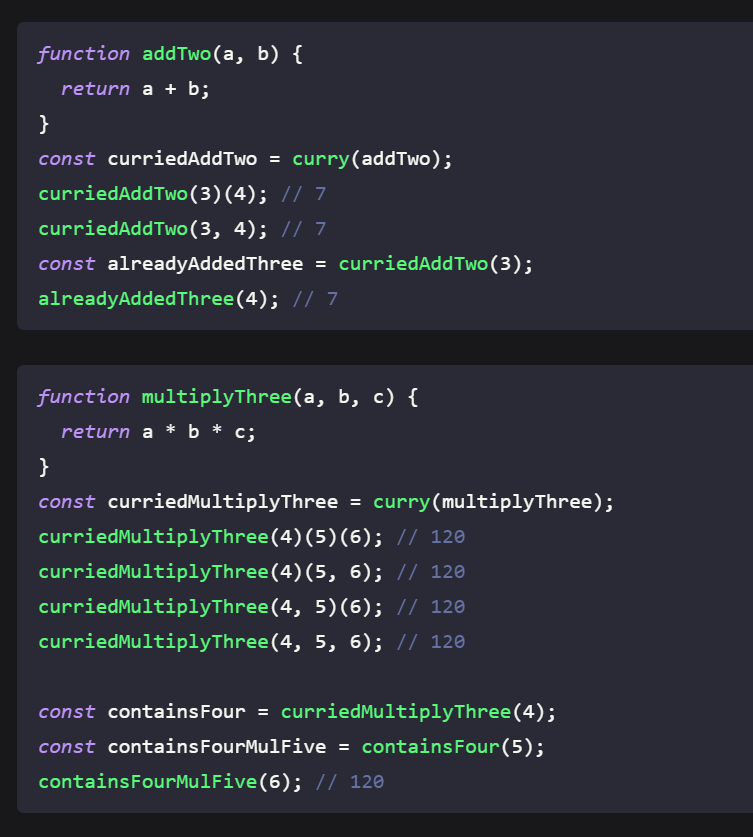 function addTwo(a, b) {
  return a + b;
}
const curriedAddTwo = curry(addTwo);
curriedAddTwo(3)(4); // 7
curriedAddTwo(3, 4); // 7
const alreadyAddedThree = curriedAddTwo(3);
alreadyAddedThree(4); // 7
function multiplyThree(a, b, c) {
  return a * b * c;
}
const curriedMultiplyThree = curry(multiplyThree);
curriedMultiplyThree(4)(5)(6); // 120
curriedMultiplyThree(4)(5, 6); // 120
curriedMultiplyThree(4, 5)(6); // 120
curriedMultiplyThree(4, 5, 6); // 120
const containsFour = curriedMultiplyThree(4);
const containsFourMulFive = containsFour(5);
containsFourMulFive(6); // 120